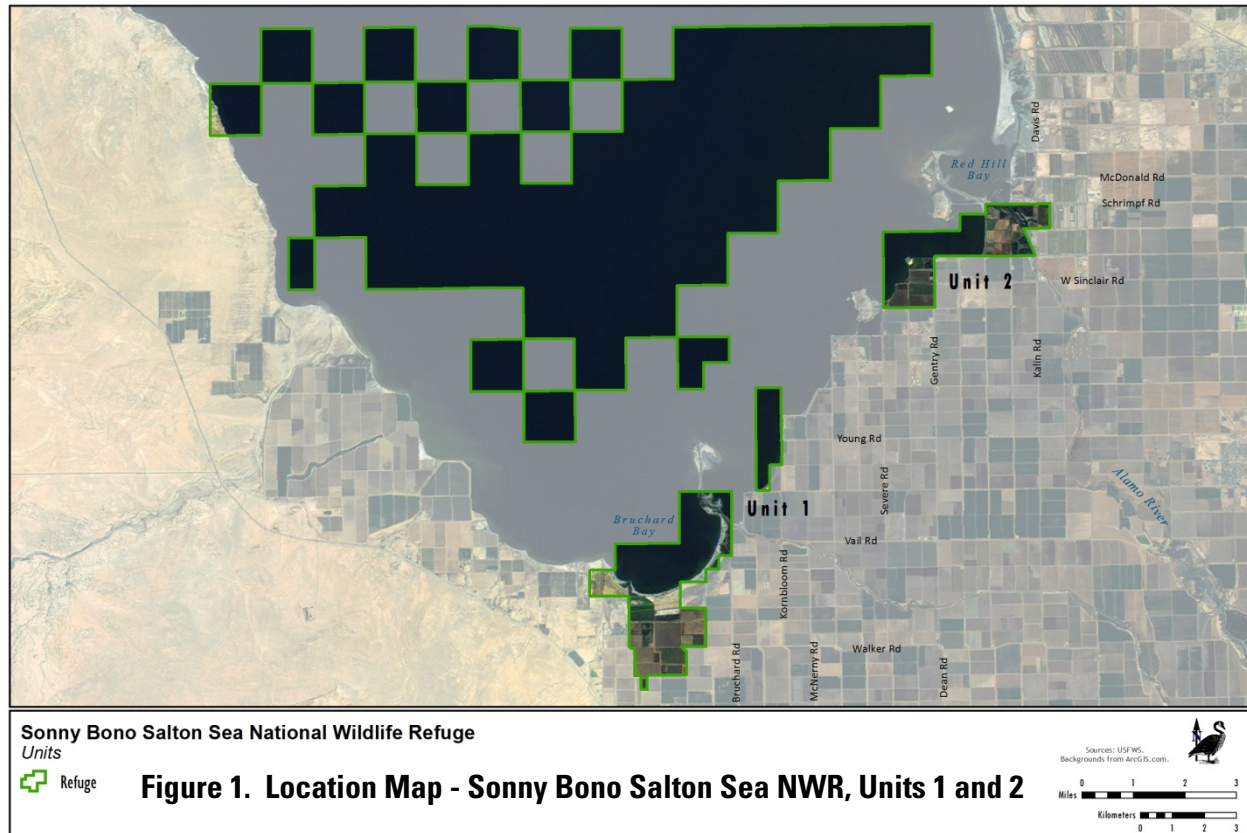 Davis Rd
Red Hill
Bay
McDonald Rd
Schrimpf Rd
Unit 2
W Sinclair Rd
Gentry Rd
Kalin Rd
Young Rd
Severe Rd
Alamo River
Unit 1
Bruchard
Bay
Vail Rd
Kornbloom Rd
Walker Rd
Bruchard Rd
McNerny Rd
Dean Rd
Sonny Bono Salton Sea National Wildlife Refuge
Units
Refuge
Figure 1. Location Map - Sonny Bono Salton Sea NWR, Units 1 and 2
Sources: USFWS.
Backgrounds from ArcGIS.com.
N
0 1 2 3
Miles
Kilometers
0 1 2 3